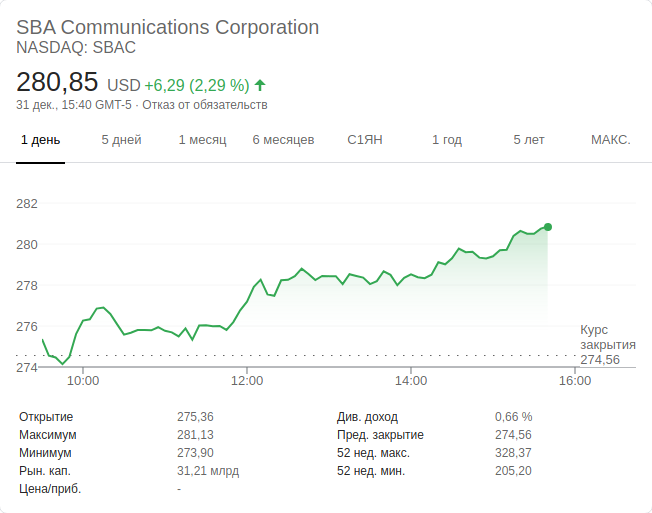 SBA Communications Corporation
NASDAQ: SBAC
280,85 USD +6,29 (2,29 %)
31 дек., 15:40 GMT-5 · Отказ от обязательств
1 день 5 дней 1 месяц 6 месяцев С1ЯН 1 год 5 лет МАКС.
282
280
278
276
274
Курс
закрытия
274,56
10:00 12:00 14:00 16:00
Открытие 275,36 Див. доход 0,66 %
Максимум 281,13 Пред. закрытие 274,56
Минимум 273,90 52 нед. макс. 328,37
Рын. кап. 31,21 млрд 52 нед. мин. 205,20
Цена/приб. -